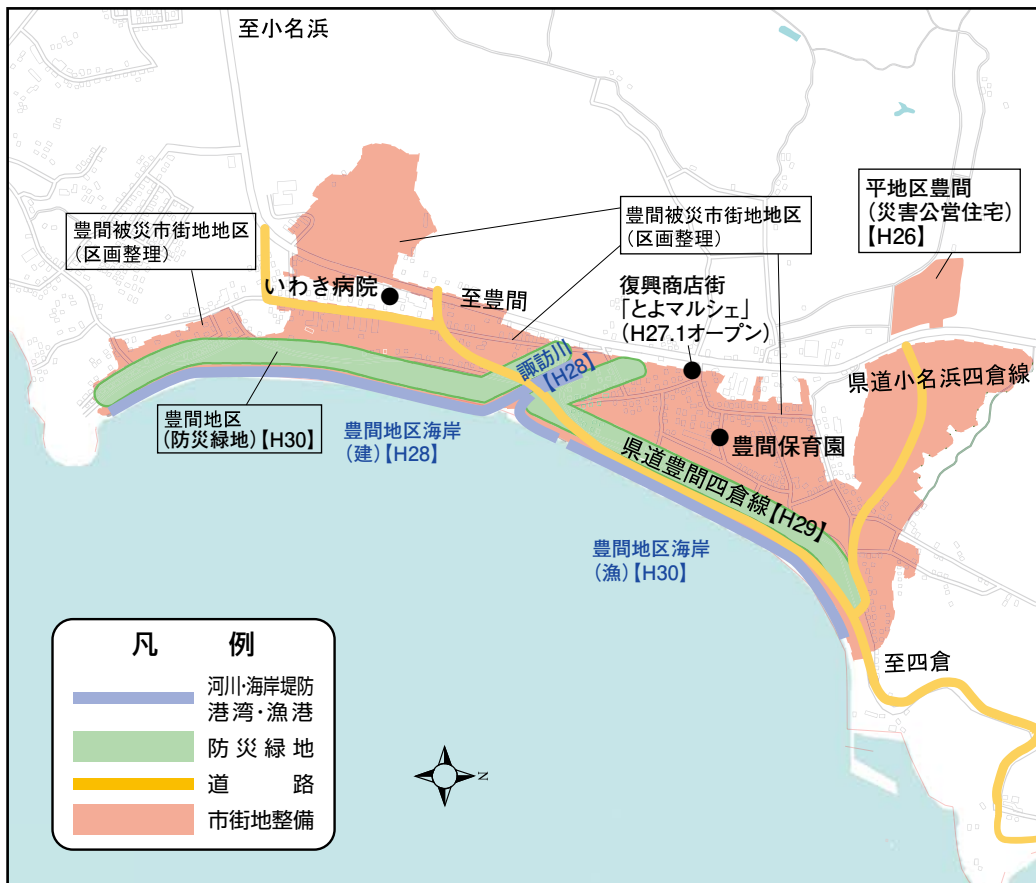 至小名浜
平地区豊間
(災害公営住宅)
【H26】
豊間被災市街地地区
(区画整理)
豊間被災市街地地区
(区画整理)
いわき病院
至豊間
復興商店街
「とよマルシェ」
(H27.1オープン)
諏訪川
【H28】
県道小名浜四倉線
豊間地区
(防災緑地)【H30】
豊間地区海岸
(建)【H28】
豊間保育園
県道豊間四倉線【H29】
豊間地区海岸
(漁)【H30】
至四倉
凡 例
河川・海岸堤防
港湾・漁港
防災緑地
道 路
市街地整備
N